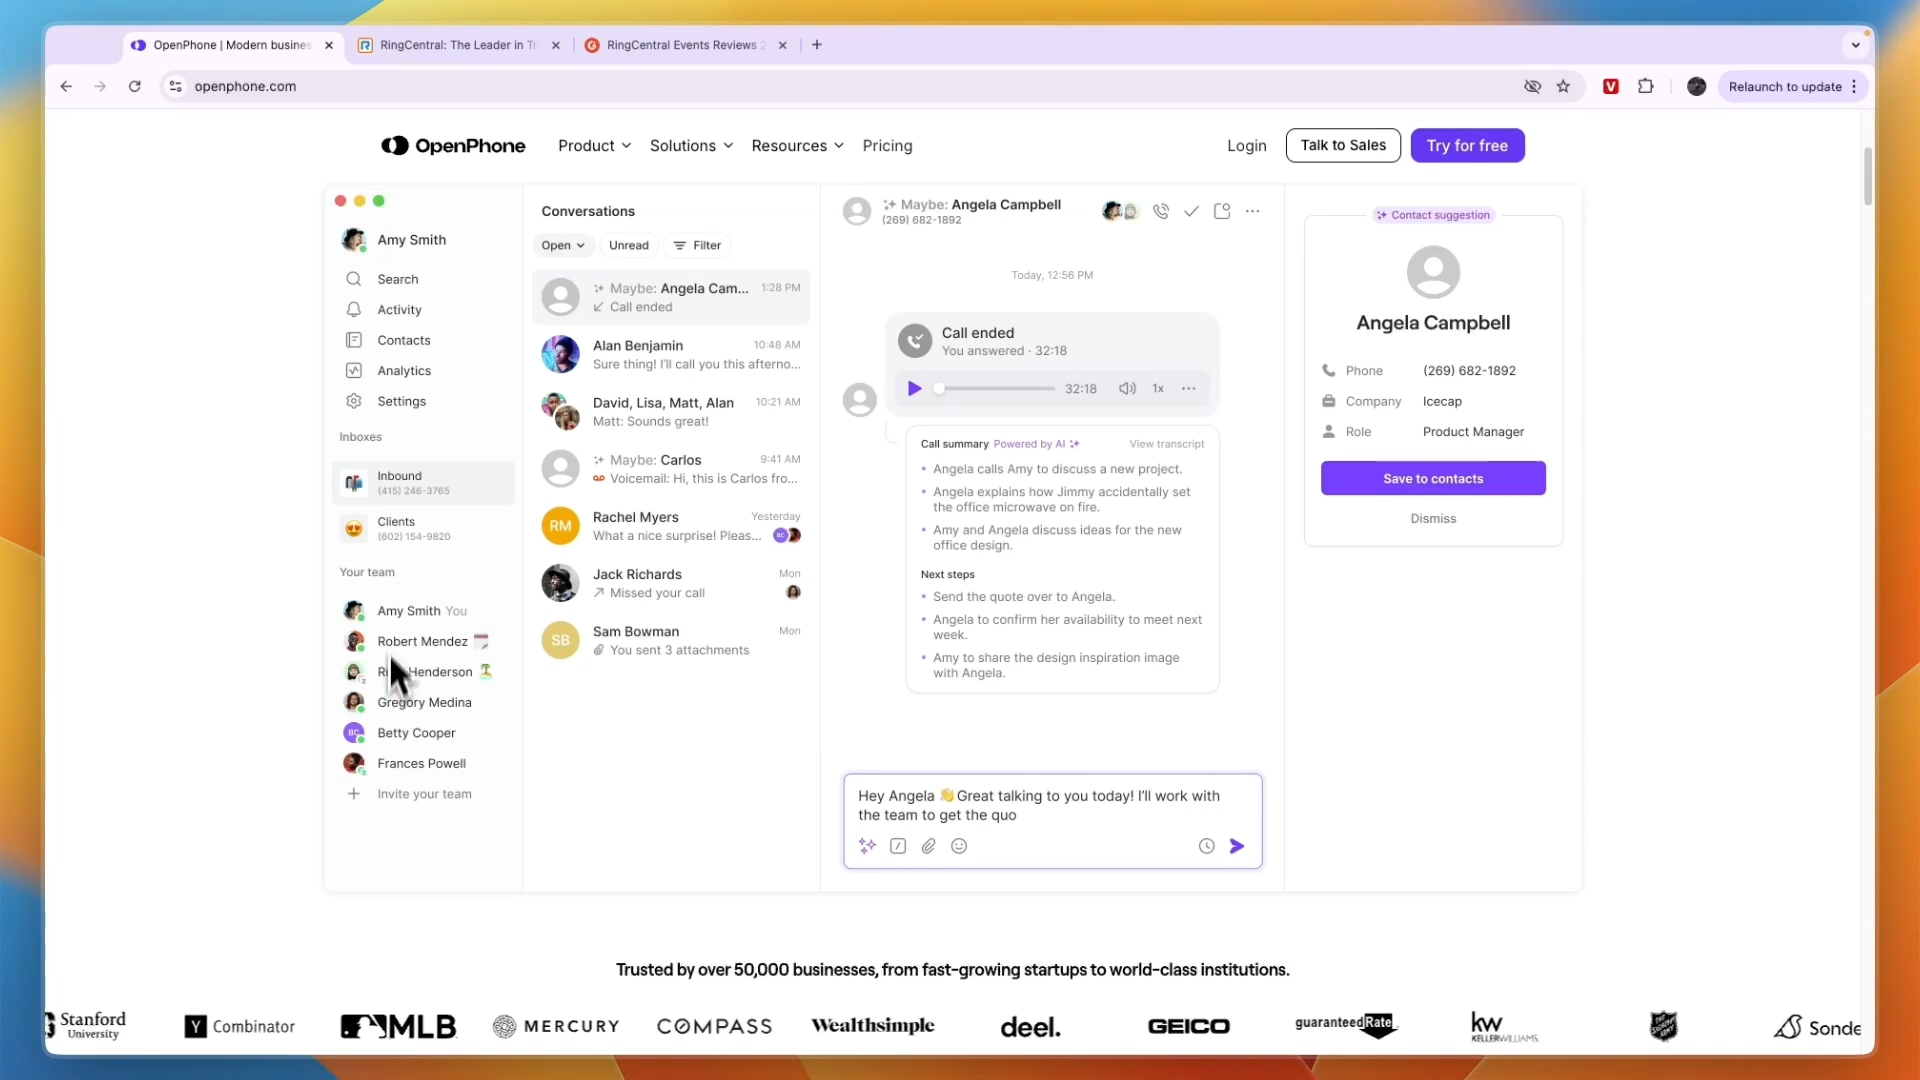 OpenPhone | Modern busines
RingCentral: The Leader in Tr
RingCentral Events Reviews 2
openphone.com
Relaunch to update
OpenPhone
Product
Solutions
Resources
Pricing
Login
Talk to Sales
Try for free
Amy Smith
Search
Activity
Contacts
Analytics
Settings
Inboxes
Inbound
(415) 246-3765
Clients
(602) 154-9820
Your team
Amy Smith You
Robert Mendez
Henderson
Gregory Medina
BC
Betty Cooper
Frances Powell
Invite your team
Conversations
Open
Unread
Filter
Maybe: Angela Cam... 1:28 PM
Call ended
Alan Benjamin 10:48 AM
Sure thing! I'll call you this afterno...
David, Lisa, Matt, Alan 10:21 AM
Matt: Sounds great!
Maybe: Carlos 9:41 AM
Voicemail: Hi, this is Carlos fro...
RM
Rachel Myers Yesterday
What a nice surprise! Pleas... BC
Jack Richards Mon
Missed your call
SB
Sam Bowman Mon
You sent 3 attachments
Maybe: Angela Campbell
(269) 682-1892
Today, 12:56 PM
Call ended
You answered · 32:18
32:18
1x
Call summary Powered by AI View transcript
• Angela calls Amy to discuss a new project.
• Angela explains how Jimmy accidentally set
the office microwave on fire.
• Amy and Angela discuss ideas for the new
office design.
Next steps
• Send the quote over to Angela.
• Angela to confirm her availability to meet next
week.
• Amy to share the design inspiration image
with Angela.
Hey Angela 👋 Great talking to you today! I'll work with
the team to get the quo
Contact suggestion
Angela Campbell
Phone (269) 682-1892
Company Icecap
Role Product Manager
Save to contacts
Dismiss
Trusted by over 50,000 businesses, from fast-growing startups to world-class institutions.
Stanford
University
Y Combinator
MLB
MERCURY
COMPASS
Wealthsimple
deel.
GEICO
guaranteed Rate
kw
KELLERWILLIAMS.
Sonde